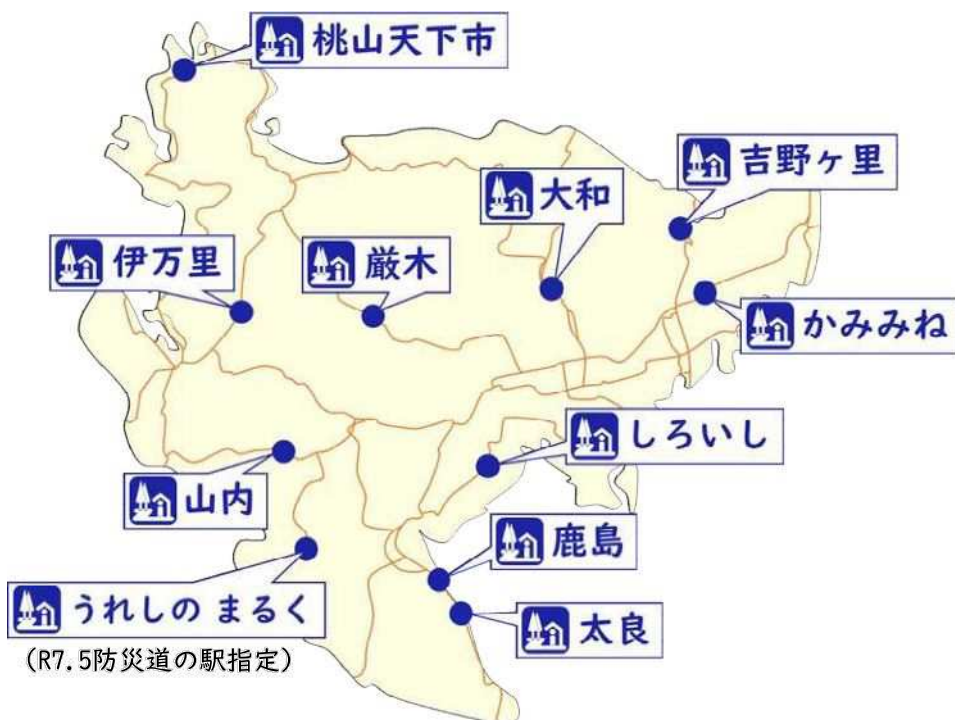 桃山天下市
吉野ヶ里
大和
伊万里
厳木
かみみね
しろいし
山内
鹿島
うれしの まるく
太良
(R7.5防災道の駅指定)